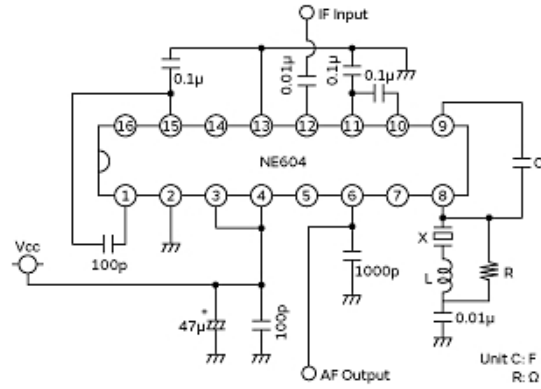 IF Input
0.1μ
0.01μ
0.1μ
0.1μ
16 15 14 13 12 11 10 9
NE604
C
1 2 3 4 5 6 7 8
Vcc
100p
X
1000p
L
R
+
47μ
100p
0.01μ
AF Output
Unit C: F
R: Ω